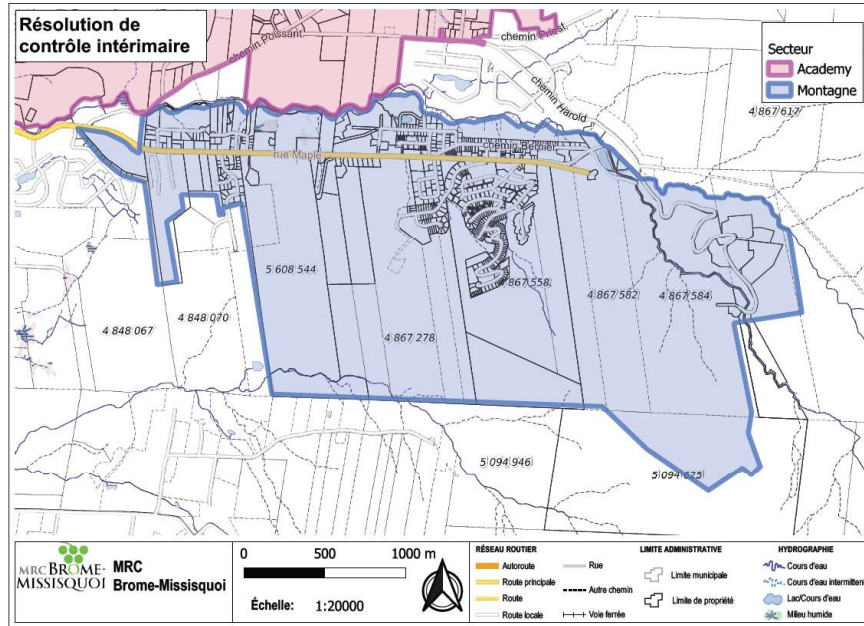 Résolution de
contrôle intérimaire
chemin Poissant
chemin Priest
Secteur
Academy
Montagne
chemin Harold
4 867 617
rue Maple
chemin Bernier
5 608 544
4 867 558
4 867 582
4 867 584
4 848 067
4 848 070
4 867 278
5 094 946
5 094 625
MRC BROME-
MISSISQUOI
MRC
Brome-Missisquoi
0 500 1000 m
Échelle: 1:20000
RÉSEAU ROUTIER
Autoroute
Route principale
Route
Route locale
Rue
Autre chemin
Voie ferrée
LIMITE ADMINISTRATIVE
Limite municipale
Limite de propriété
HYDROGRAPHIE
Cours d'eau
Cours d'eau intermittent
Lac/Cours d'eau
Milieu humide